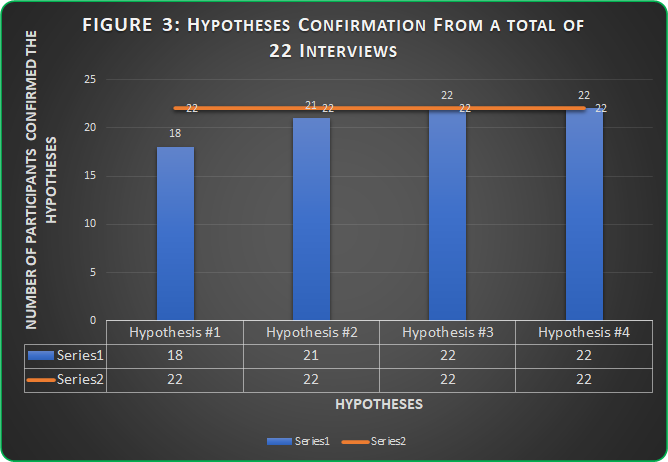 FIGURE 3: HYPOTHESES CONFIRMATION FROM A TOTAL OF
22 INTERVIEWS
NUMBER OF PARTICIPANTS CONFIRMED THE
HYPOTHESES
25
20
15
10
5
0
18
21
22
22
22
22
22
22
Hypothesis #1 Hypothesis #2 Hypothesis #3 Hypothesis #4
Series1 18 21 22 22
Series2 22 22 22 22
HYPOTHESES
Series1 Series2